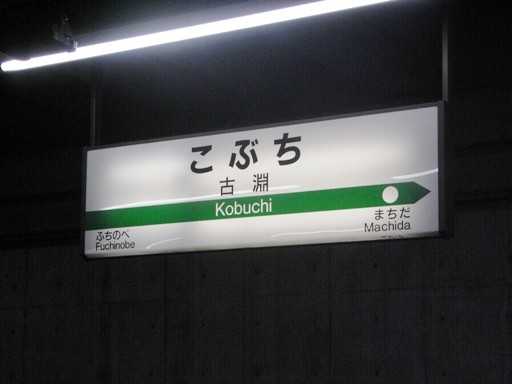 こぶち
古淵
Kobuchi
ふちのべ
Fuchinobe
まちだ
Machida